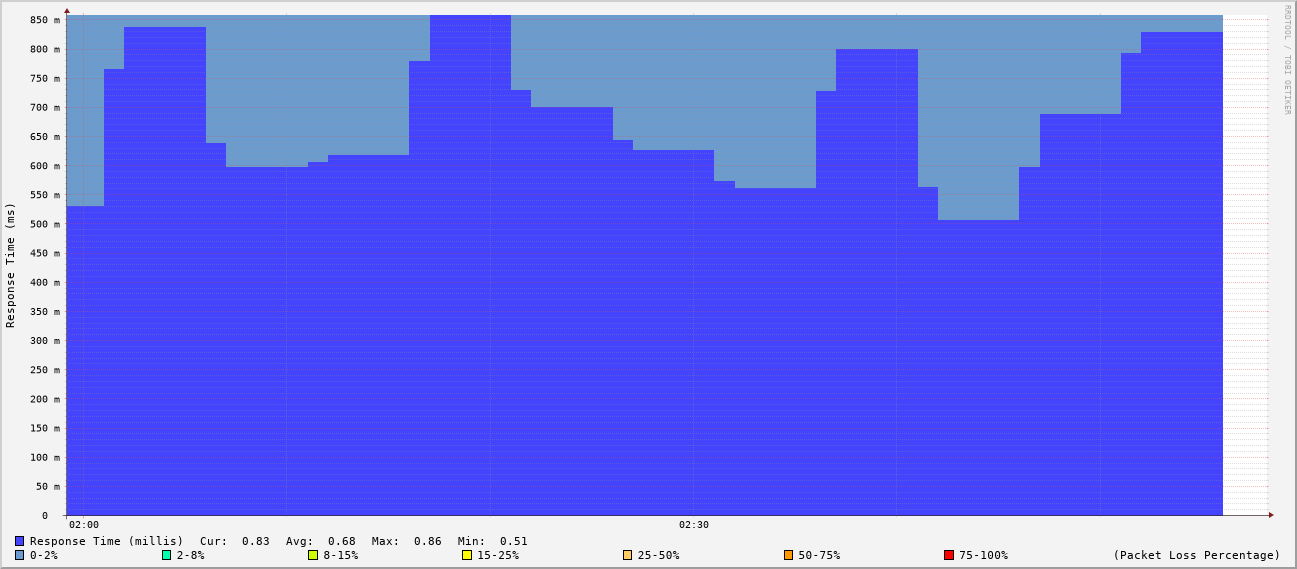 RRDTOOL / TOBI OETIKER
Response Time (ms)
850 m
800 m
750 m
700 m
650 m
600 m
550 m
500 m
450 m
400 m
350 m
300 m
250 m
200 m
150 m
100 m
50 m
0
02:00 02:30
Response Time (millis) Cur: 0.83 Avg: 0.68 Max: 0.86 Min: 0.51
0-2% 2-8% 8-15% 15-25% 25-50% 50-75% 75-100% (Packet Loss Percentage)